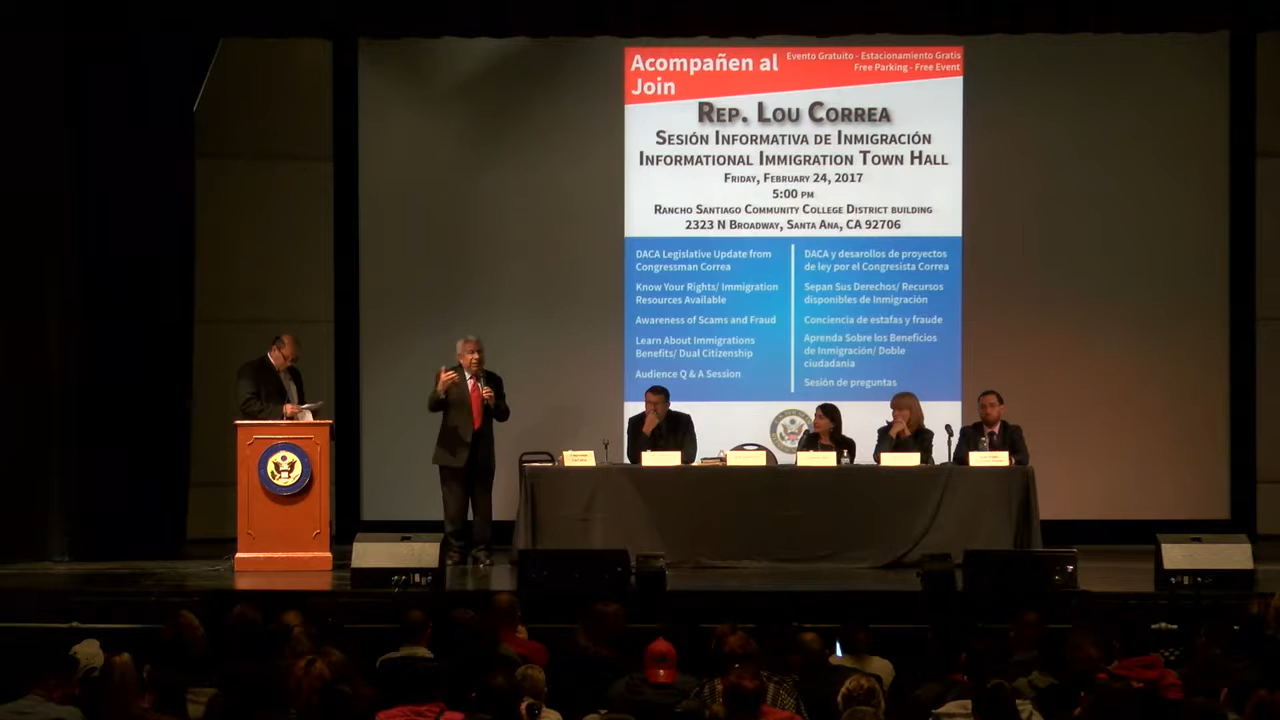 Acompañen al
Join
Evento Gratuito - Estacionamiento Gratis
Free Parking - Free Event
Rep. Lou Correa
Sesión Informativa de Inmigración
Informational Immigration Town Hall
Friday, February 24, 2017
5:00 pm
Rancho Santiago Community College District building
2323 N Broadway, Santa Ana, CA 92706
DACA Legislative Update from
Congressman Correa
Know Your Rights/ Immigration
Resources Available
Awareness of Scams and Fraud
Learn About Immigrations
Benefits/ Dual Citizenship
Audience Q & A Session
DACA y desarollos de proyectos
de ley por el Congresista Correa
Sepan Sus Derechos/ Recursos
disponibles de Inmigración
Conciencia de estafas y fraude
Aprenda Sobre los Beneficios
de Inmigración/ Doble
ciudadania
Sesión de preguntas